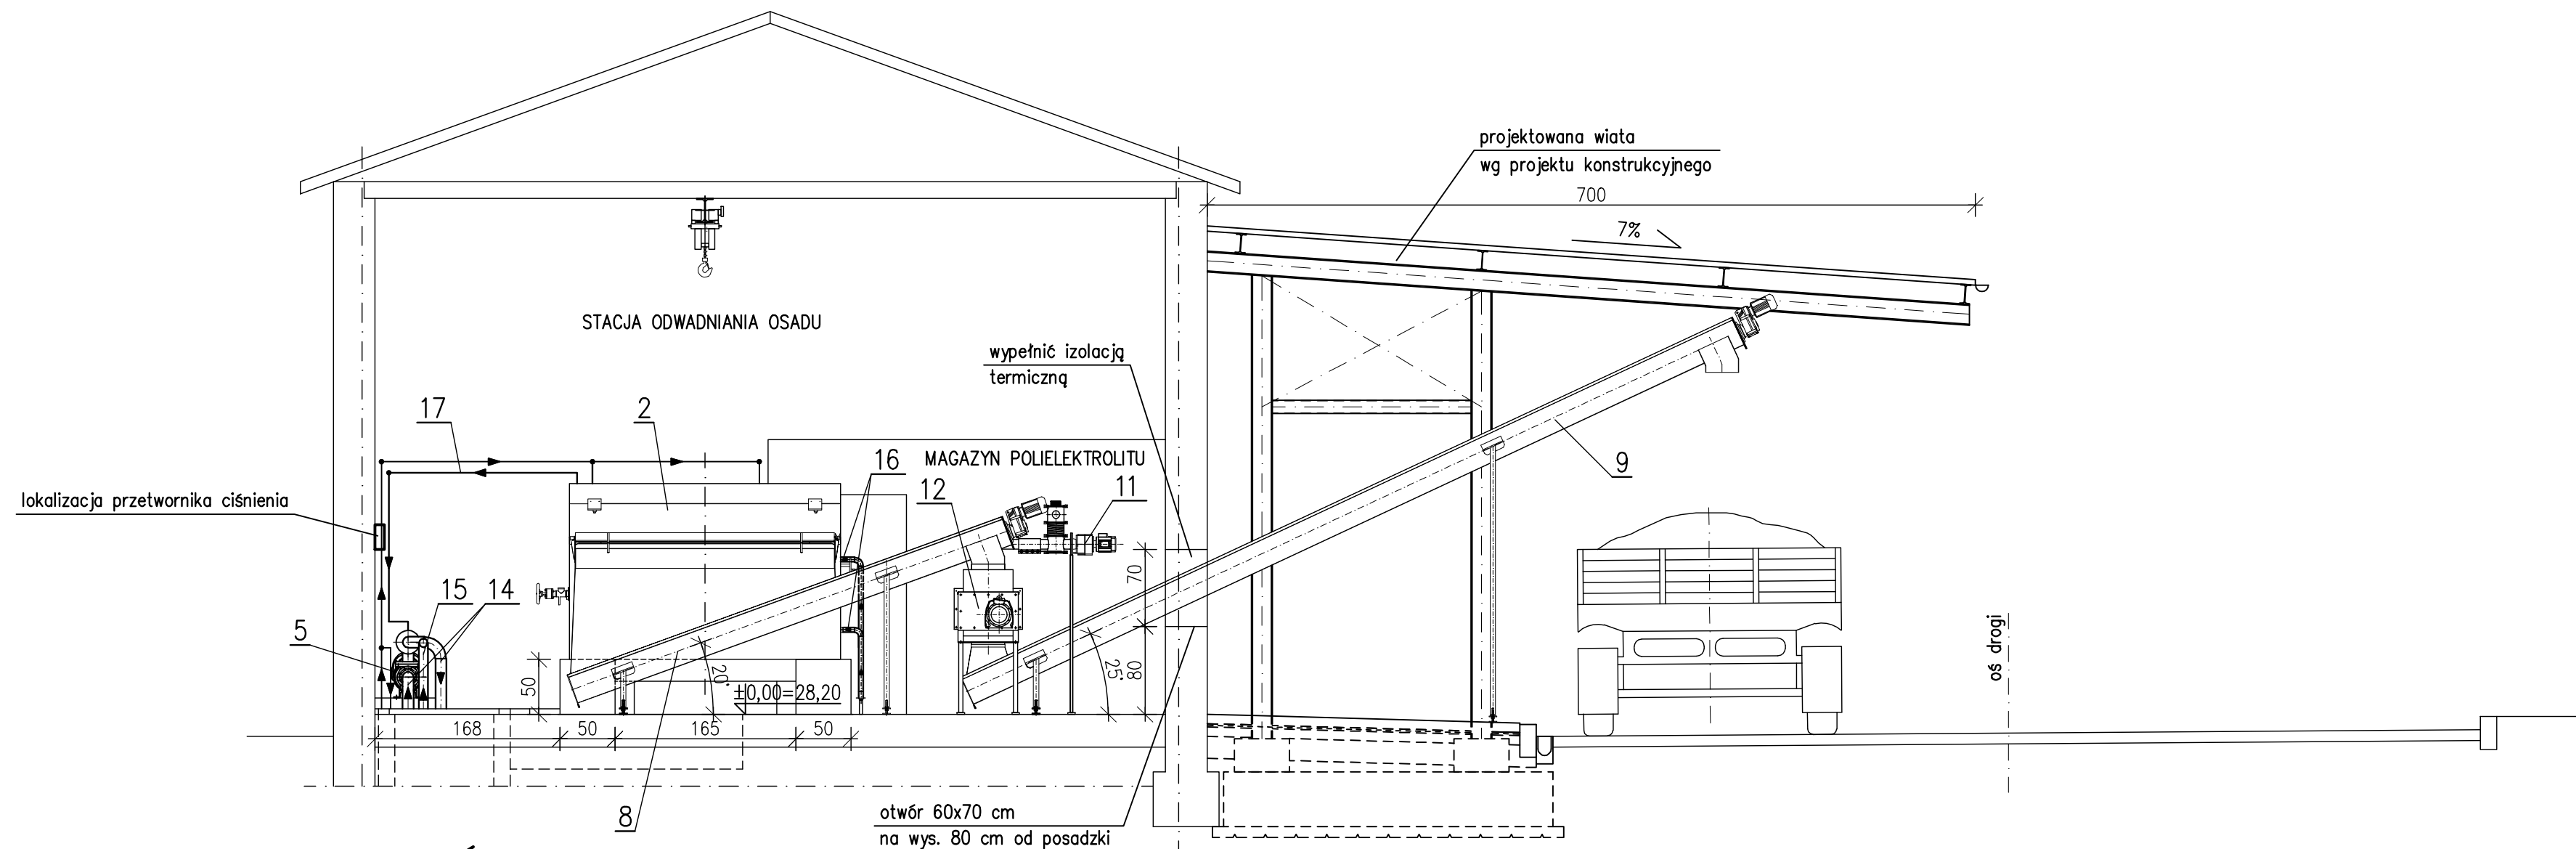 projektowana wiata
wg projektu konstrukcyjnego
700
7%
STACJA ODWADNIANIA OSADU
wypełnić izolacją
termiczną
17
2
16
MAGAZYN POLIELEKTROLITU
12
11
9
lokalizacja przetwornika ciśnienia
70
15
14
5
oś drogi
50
20°
±0,00=28,20
25°
80
168
50
165
50
8
otwór 60x70 cm
na wys. 80 cm od posadzki